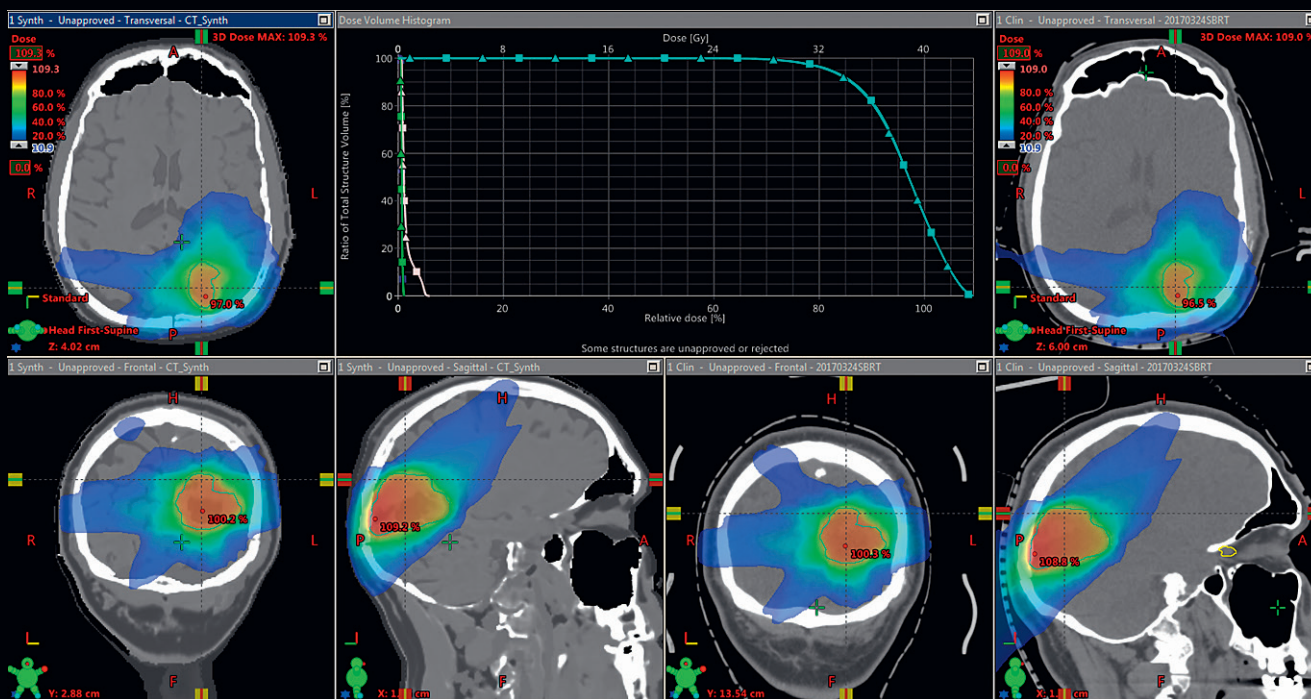 1 Synth - Unapproved - Transversal - CT_Synth
Dose
109.3 %
109.3
80.0 %
60.0 %
40.0 %
20.0 %
10.9
0.0 %
3D Dose MAX: 109.3 %
A
R
L
97.0 %
Standard
Head First-Supine
P
Z: 4.02 cm
Dose Volume Histogram
Dose [Gy]
0 8 16 24 32 40
Ratio of Total Structure Volume [%]
100
80
60
40
20
0
0 20 40 60 80 100
Relative dose [%]
Some structures are unapproved or rejected
1 Clin - Unapproved - Transversal - 20170324SBRT
Dose
109.0 %
109.0
80.0 %
60.0 %
40.0 %
20.0 %
10.9
0.0 %
3D Dose MAX: 109.0 %
A
R
L
96.5 %
Standard
Head First-Supine
P
Z: 6.00 cm
1 Synth - Unapproved - Frontal - CT_Synth
H
R
L
100.2 %
F
Y: 2.88 cm
1 Synth - Unapproved - Sagittal - CT_Synth
H
P
A
109.2 %
F
1 Clin - Unapproved - Frontal - 20170324SBRT
H
R
L
100.3 %
F
Y: 13.54 cm
1 Clin - Unapproved - Sagittal - 20170324SBRT
H
P
A
108.8 %
F